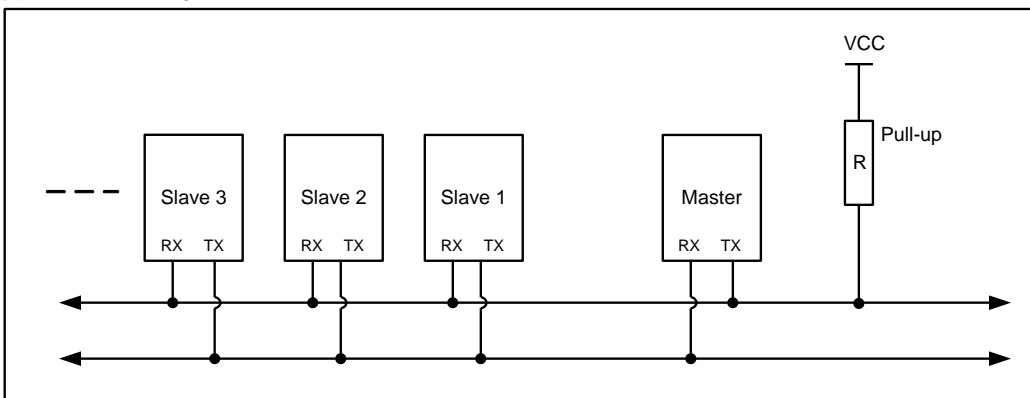 VCC
Pull-up
R
Slave 3
Slave 2
Slave 1
Master
RX TX
RX TX
RX TX
RX TX